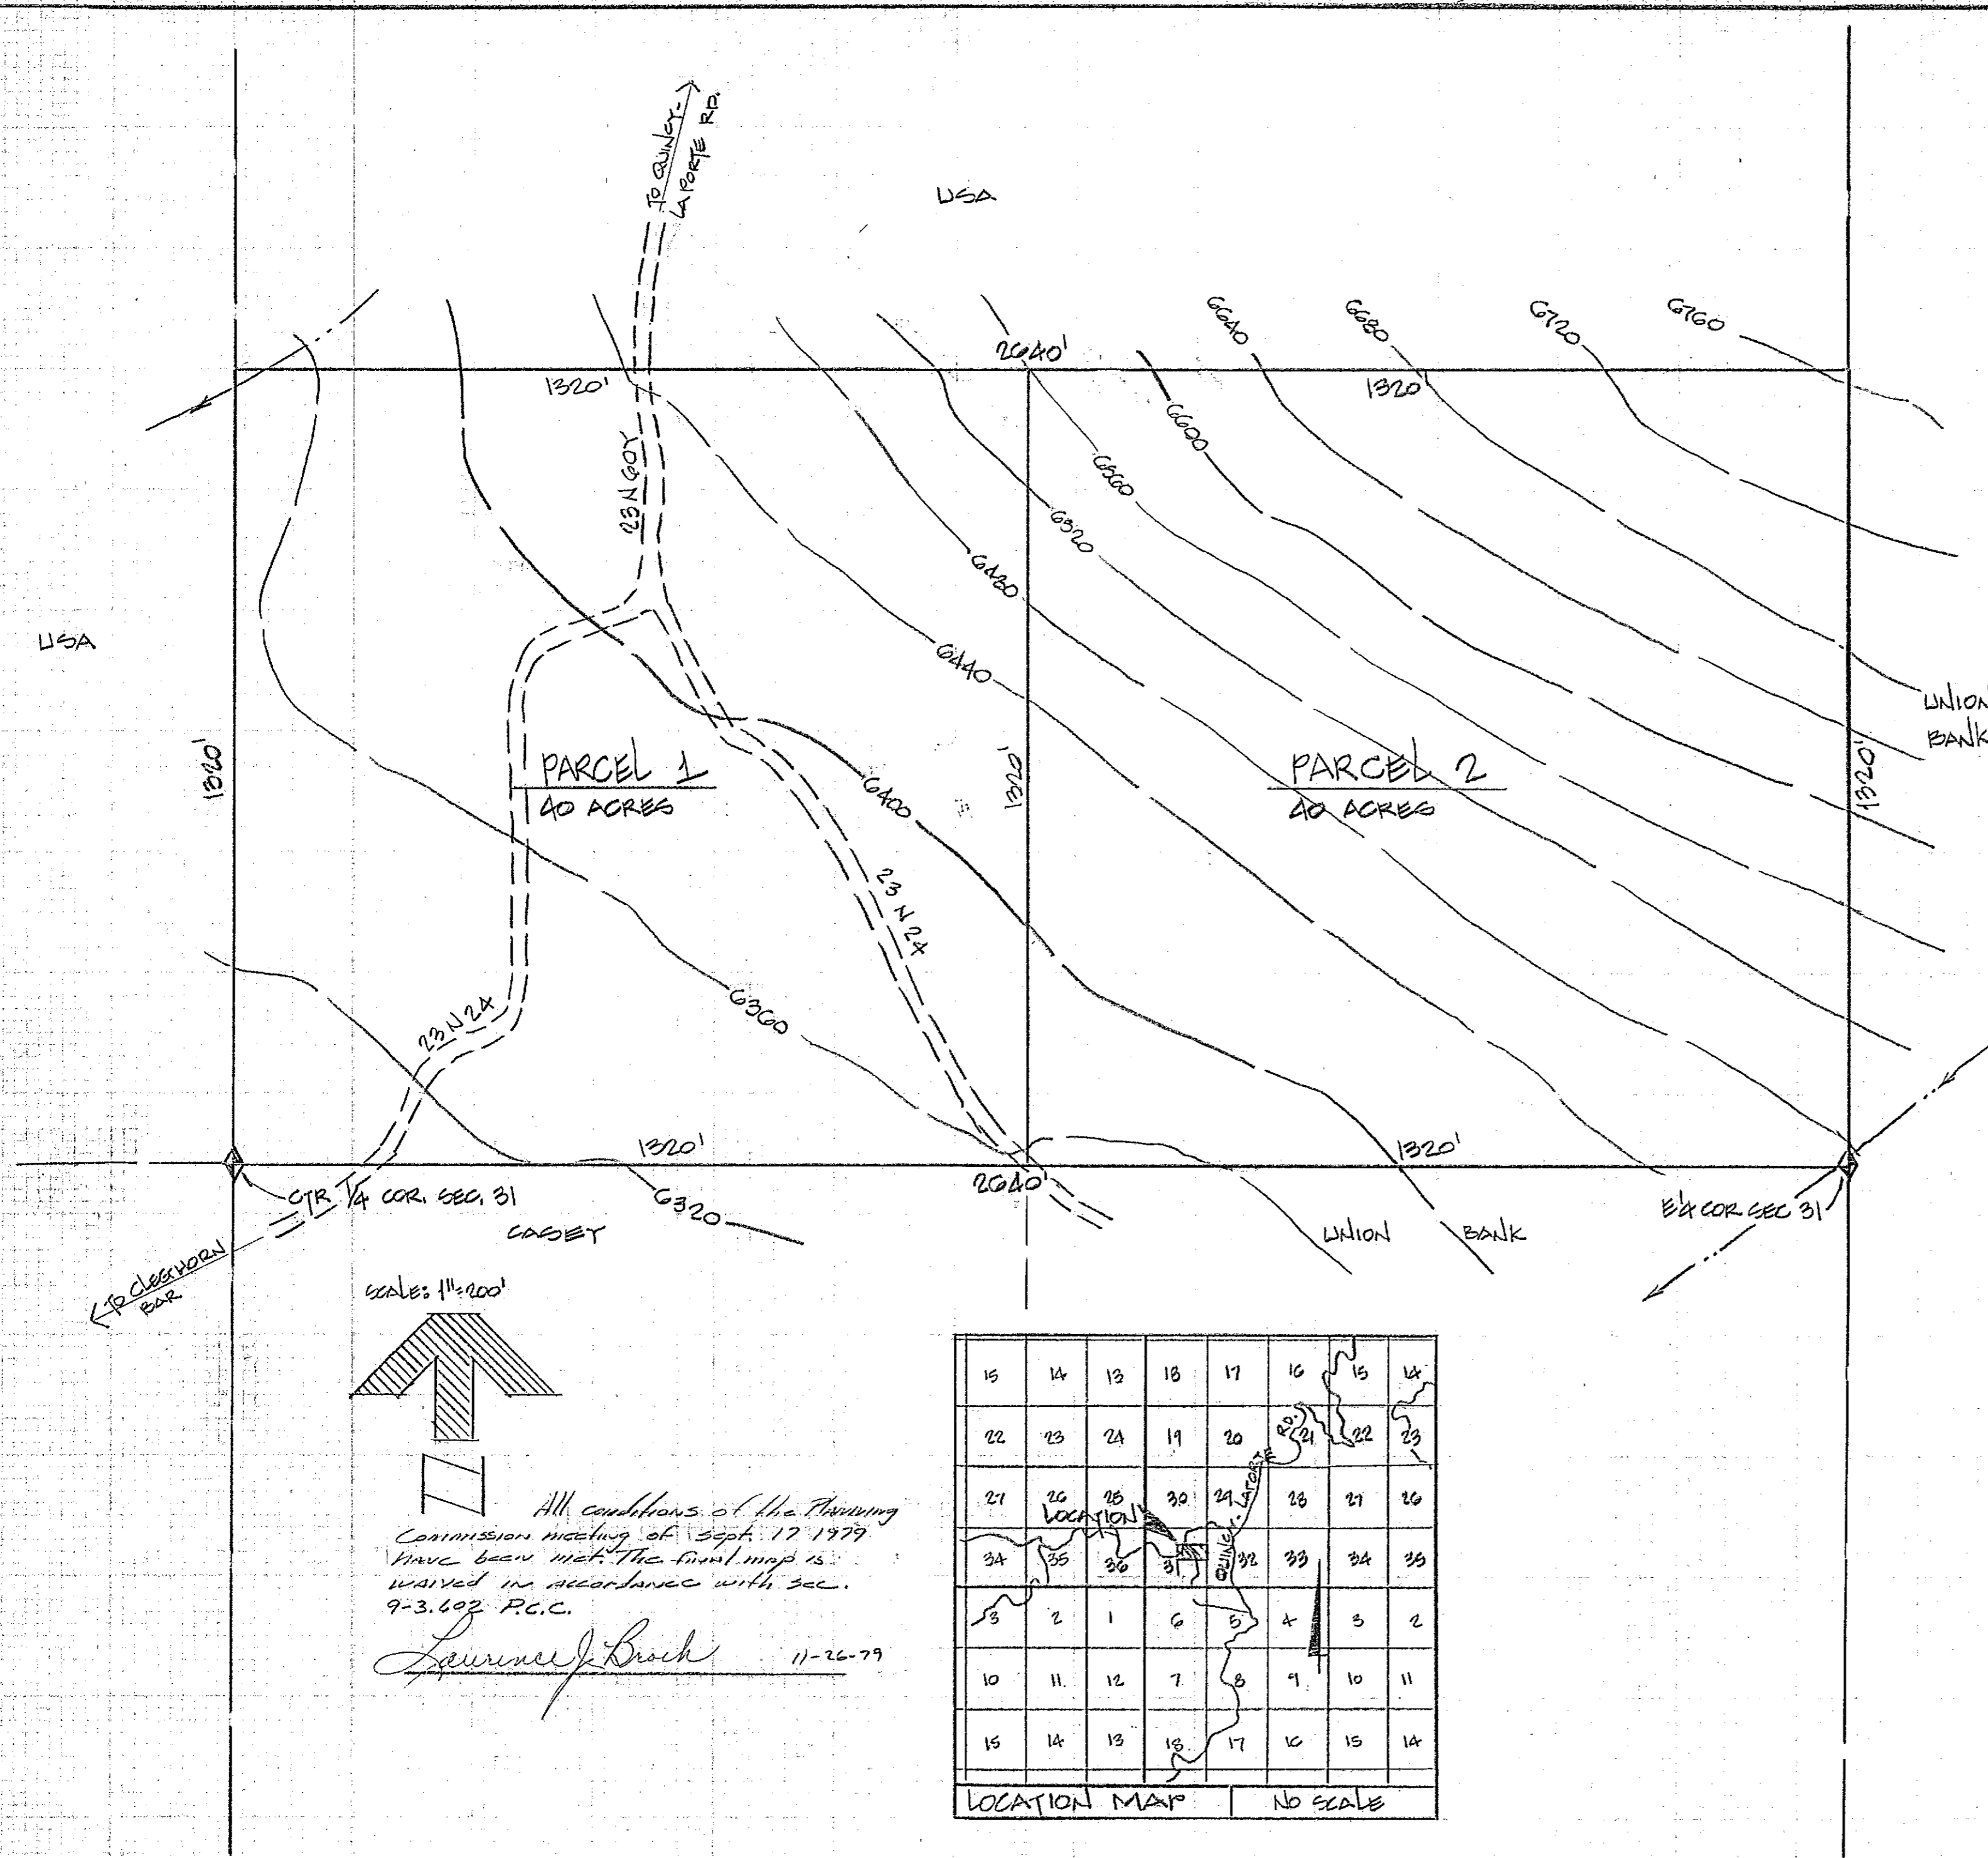 TO QUINCY-
LA PORTE RD.
USA
6640
6680
6720
6760
2640'
1320'
1320'
23N60Y
6600
6560
6520
6480
6440
USA
UNION
BANK
1320'
PARCEL 1
40 ACRES
1320'
PARCEL 2
40 ACRES
1320'
6400
23 N 24
6360
23 N 24
1320'
1320'
2640'
CTR 1/4 COR. SEC. 31
6320
E 1/4 COR SEC 31
CASEY
UNION BANK
TO CLEGHORN
BAR
SCALE: 1"=200'
N
All conditions of the Planning
Commission meeting of Sept. 17 1979
have been met. The final map is
waived in accordance with sec.
9-3.602 P.C.C.
Laurence J. Broch 11-26-79
15 14 13 18 17 16 15 14
22 23 24 19 20 21 22 23
27 26 25 30 29 28 27 26
34 35 36 31 32 33 34 35
3 2 1 6 5 4 3 2
10 11 12 7 8 9 10 11
15 14 13 18 17 16 15 14
LOCATION
QUINCY - LAPORTE RD.
LOCATION MAP NO SCALE